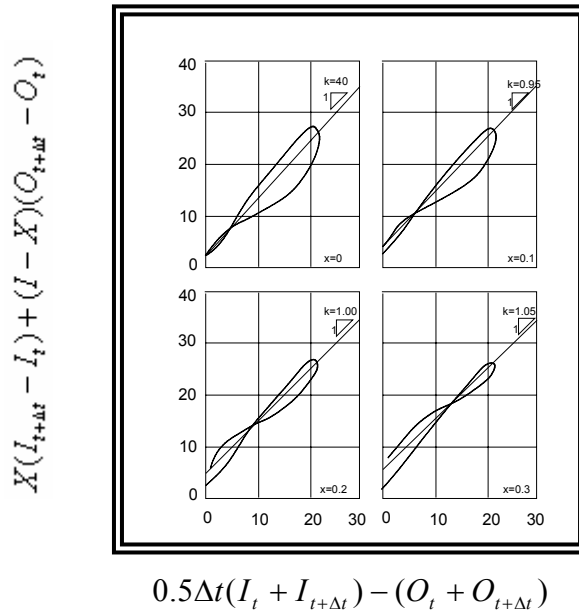 X(I_{t+Δt} − I_t) + (I − X)(O_{t+Δt} − O_t)
40
30
20
10
0
k=40
1
x=0
k=0.95
1
x=0.1
40
30
20
10
0
k=1.00
1
x=0.2
k=1.05
1
x=0.3
0 10 20 30
0 10 20 30
0.5Δt(I_t + I_{t+Δt}) − (O_t + O_{t+Δt})